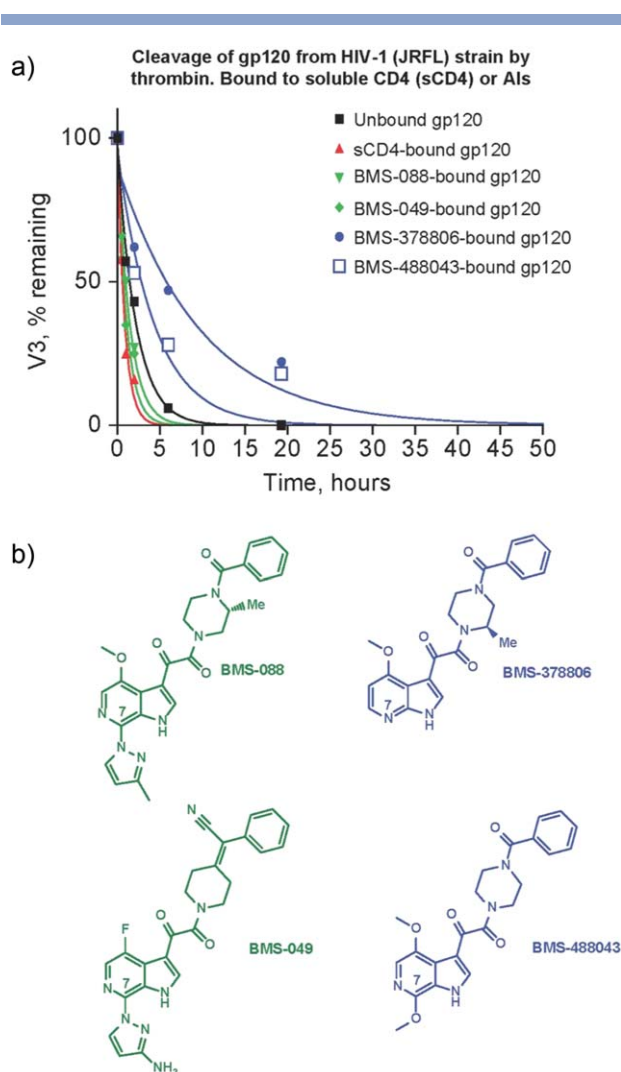 a)
Cleavage of gp120 from HIV-1 (JRFL) strain by
thrombin. Bound to soluble CD4 (sCD4) or AIs
Unbound gp120
sCD4-bound gp120
BMS-088-bound gp120
BMS-049-bound gp120
BMS-378806-bound gp120
BMS-488043-bound gp120
V3, % remaining
100
50
0
0 5 10 15 20 25 30 35 40 45 50
Time, hours
b)
O
N
Me
N
O
O
O
N
7
N
H
N
N
BMS-088
O
N
N
Me
O
O
O
7
N
N
H
BMS-378806
N
N
O
F
O
N
7
N
H
N
N
NH₂
BMS-049
O
N
N
O
O
O
N
7
N
H
O
BMS-488043